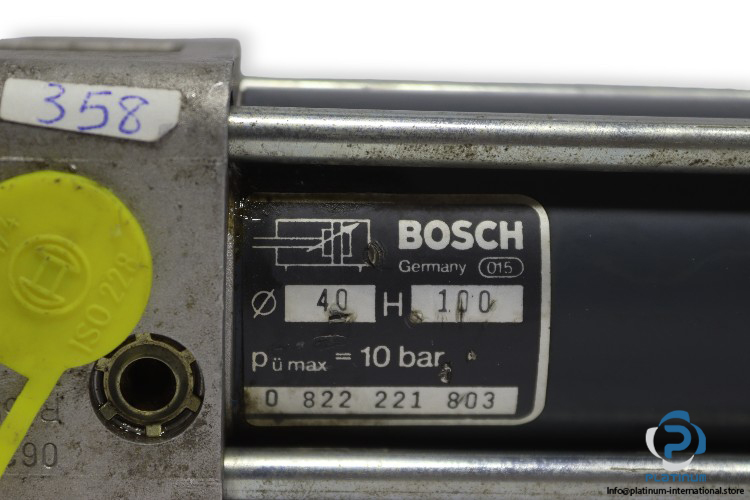 358
ISO 228
BOSCH
Germany 015
Ø 40 H 100
pü max = 10 bar
0 822 221 803
PLATINUM
info@platinum-international.store